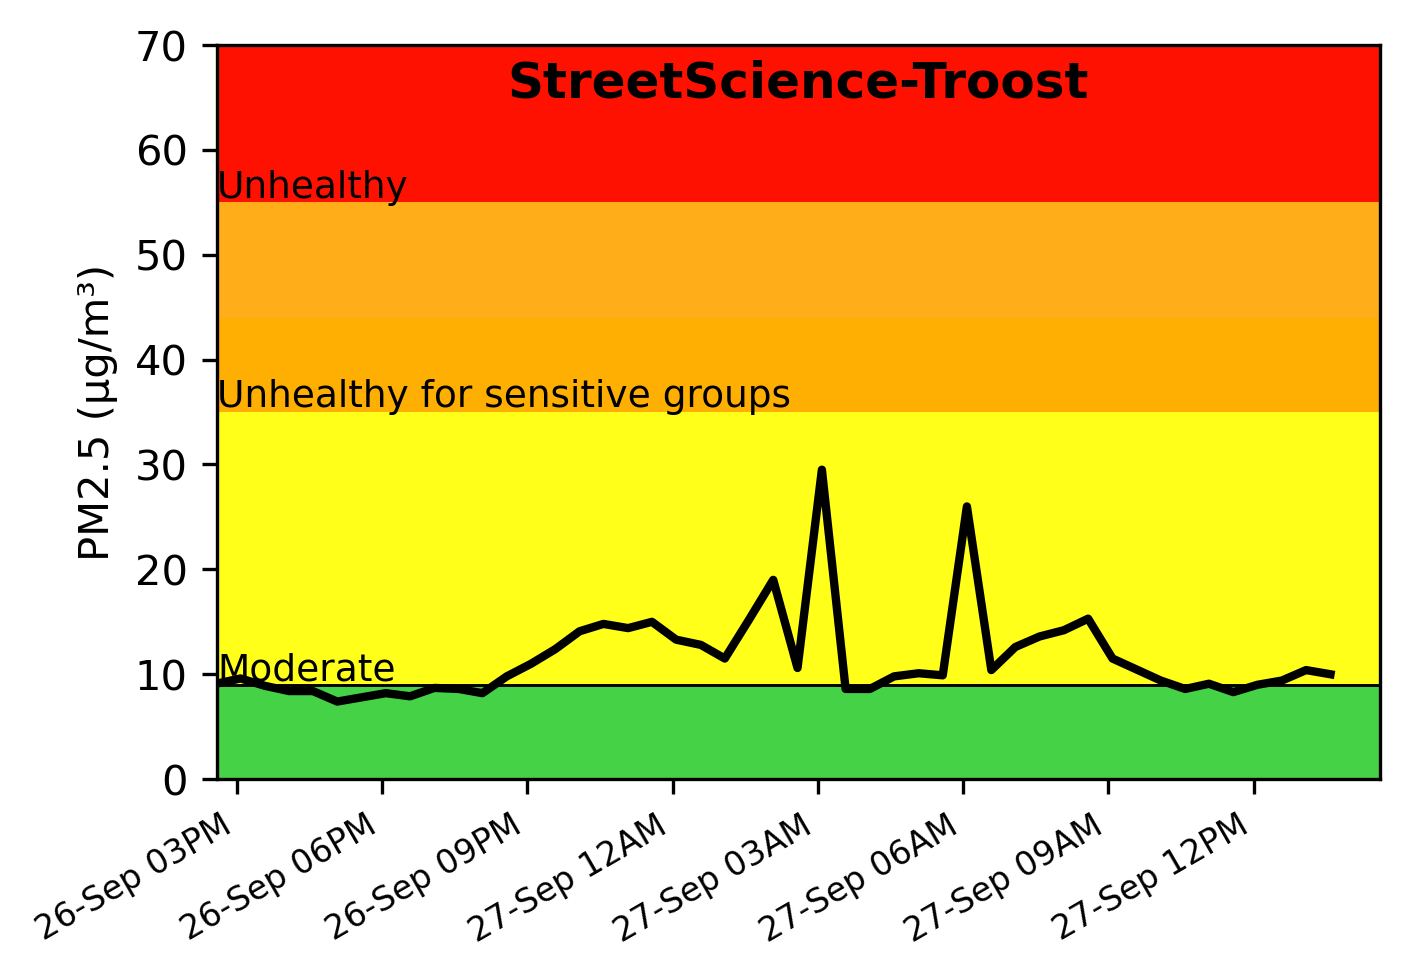 StreetScience-Troost
70
60
50
40
30
20
10
0
PM2.5 (µg/m³)
Unhealthy
Unhealthy for sensitive groups
Moderate
26-Sep 03PM
26-Sep 06PM
26-Sep 09PM
27-Sep 12AM
27-Sep 03AM
27-Sep 06AM
27-Sep 09AM
27-Sep 12PM